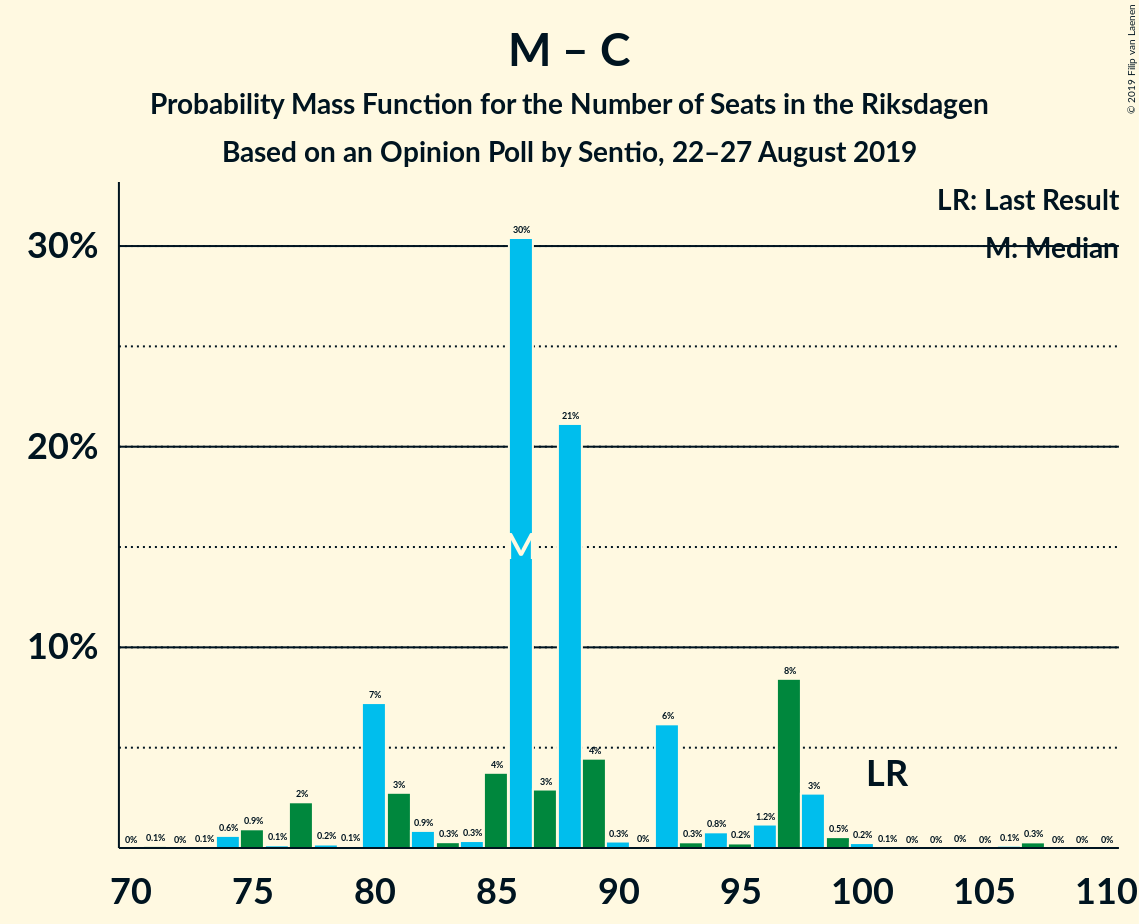 M – C
Probability Mass Function for the Number of Seats in the Riksdagen
Based on an Opinion Poll by Sentio, 22–27 August 2019
© 2019 Filip van Laenen
LR: Last Result
M: Median
30%
20%
10%
0% 0.1% 0% 0.1% 0.6% 0.9% 0.1% 2% 0.2% 0.1% 7% 3% 0.9% 0.3% 0.3% 4% 30% 3% 21% 4% 0.3% 0% 6% 0.3% 0.8% 0.2% 1.2% 8% 3% 0.5% 0.2% 0.1% 0% 0% 0% 0% 0.1% 0.3% 0% 0% 0%
M
LR
70 75 80 85 90 95 100 105 110